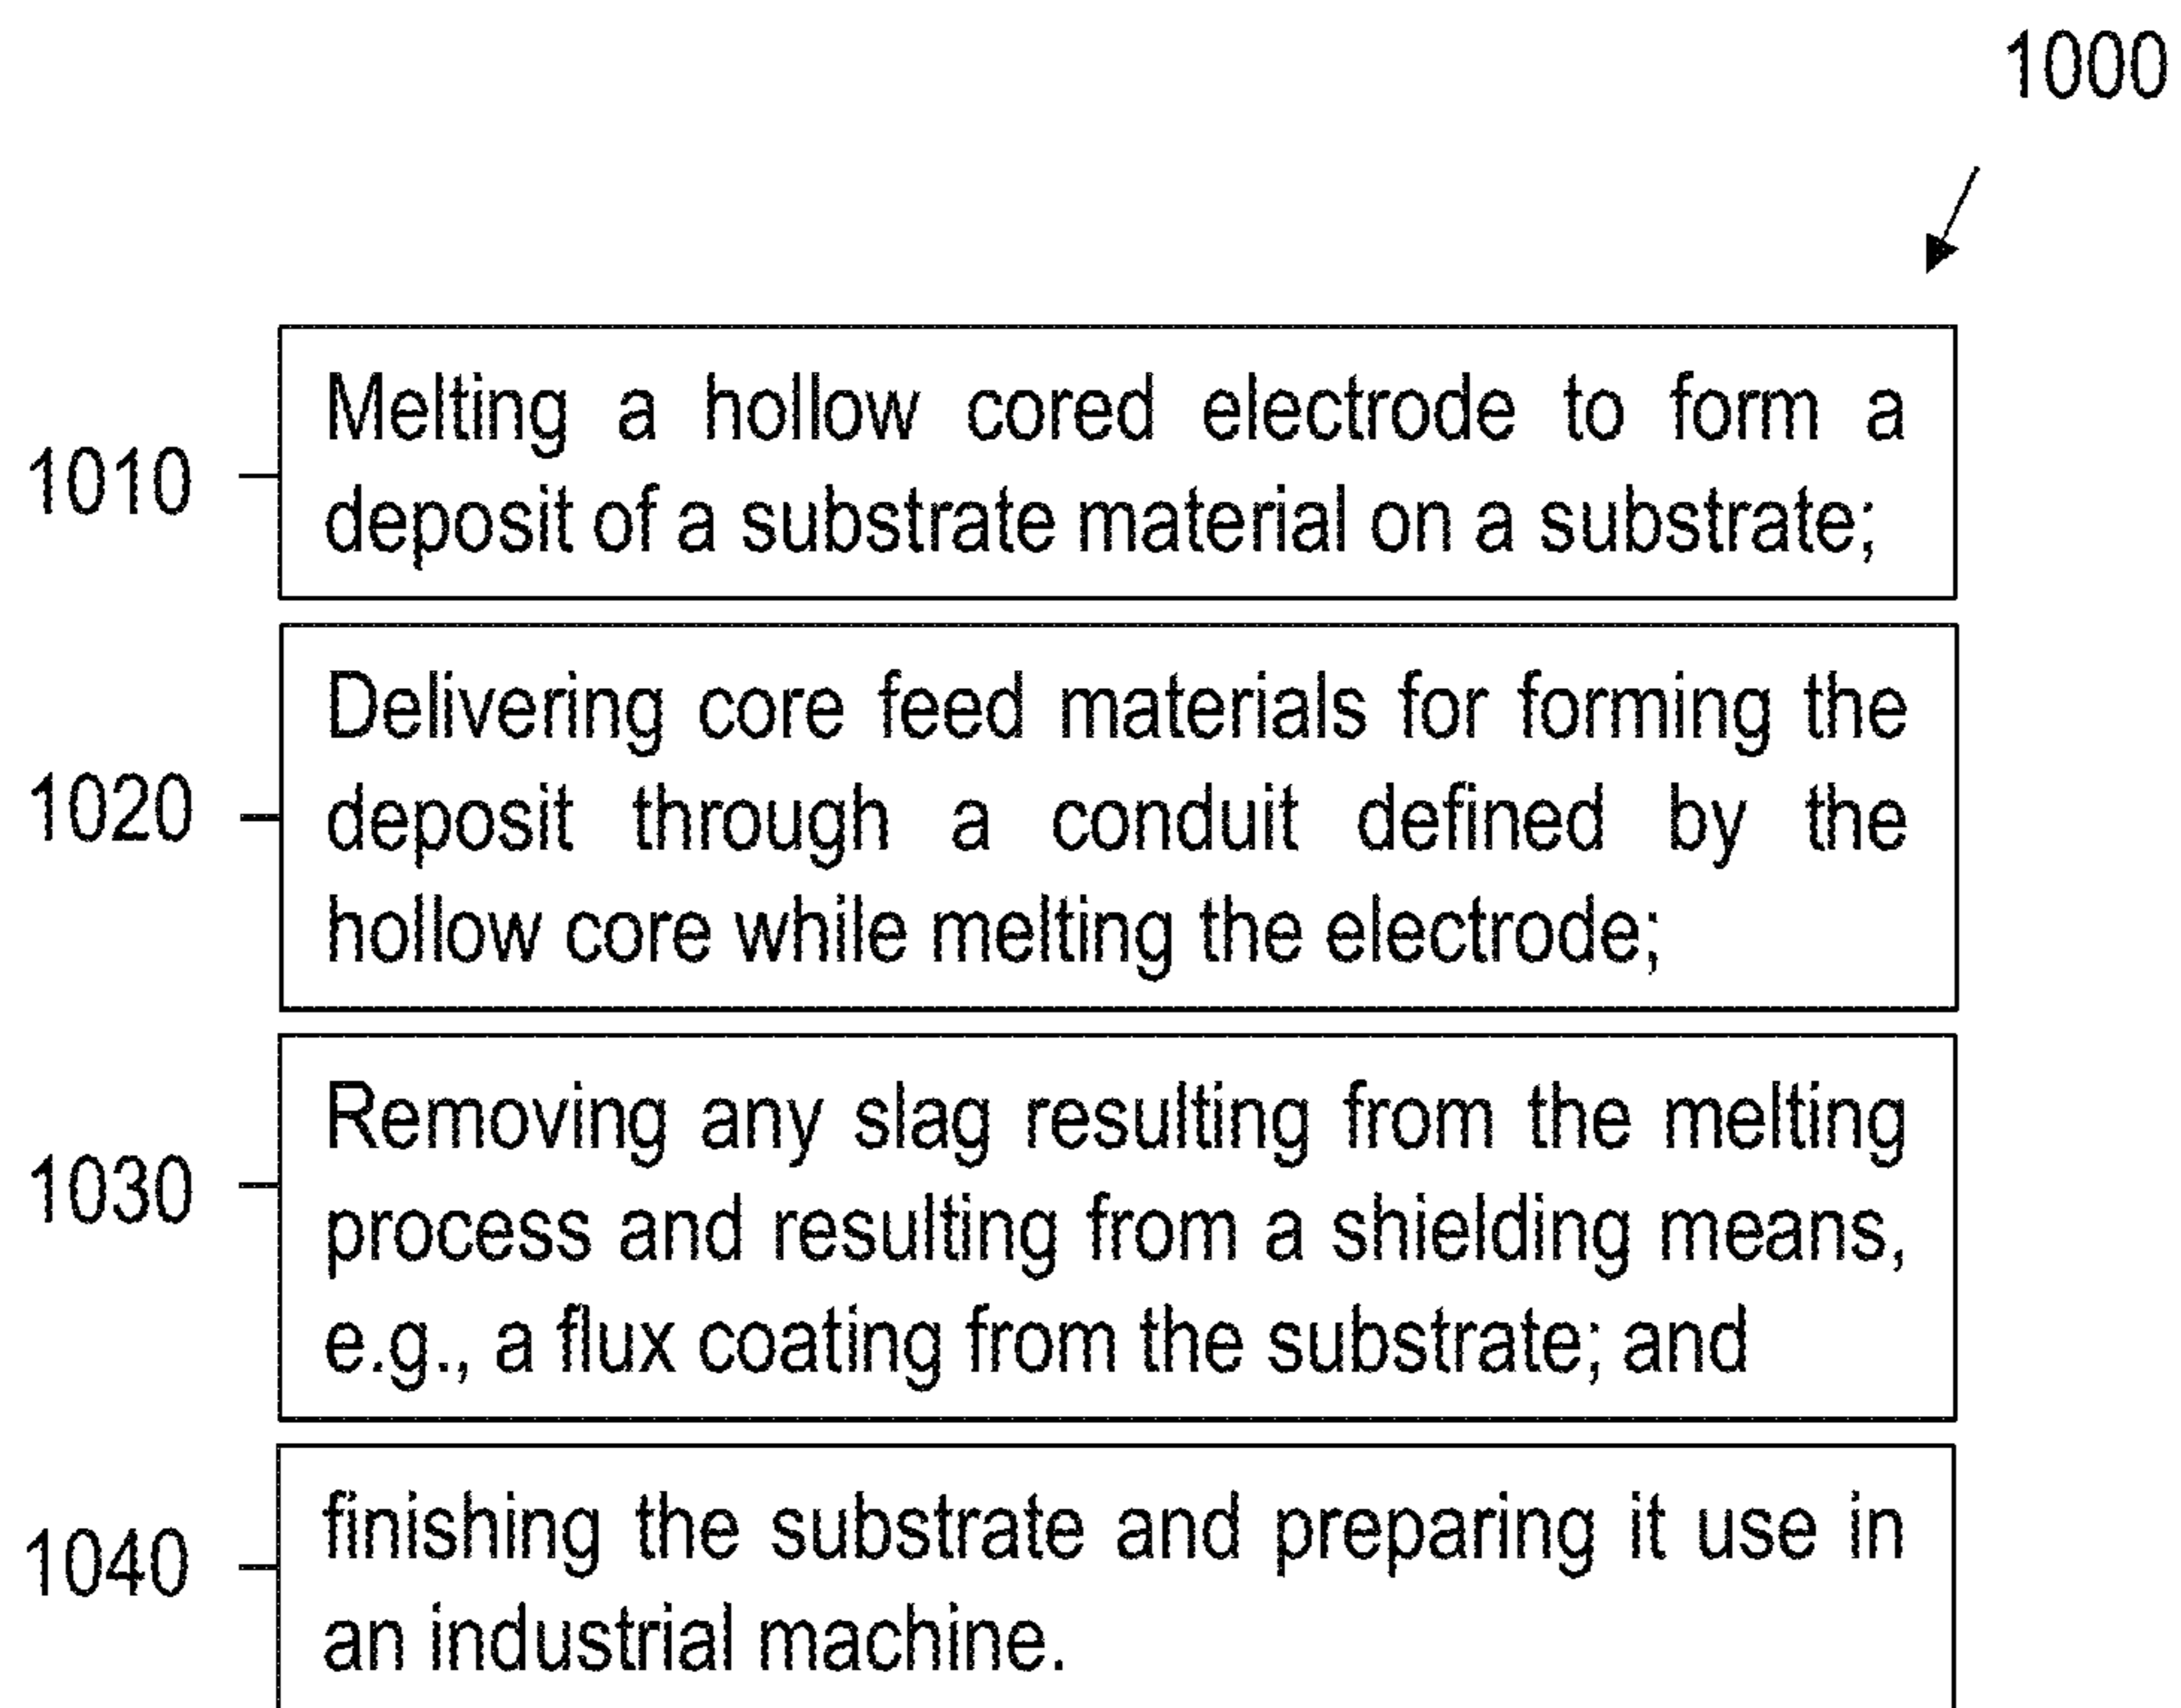 1000
1010
Melting a hollow cored electrode to form a
deposit of a substrate material on a substrate;
1020
Delivering core feed materials for forming the
deposit through a conduit defined by the
hollow core while melting the electrode;
1030
Removing any slag resulting from the melting
process and resulting from a shielding means,
e.g., a flux coating from the substrate; and
1040
finishing the substrate and preparing it use in
an industrial machine.